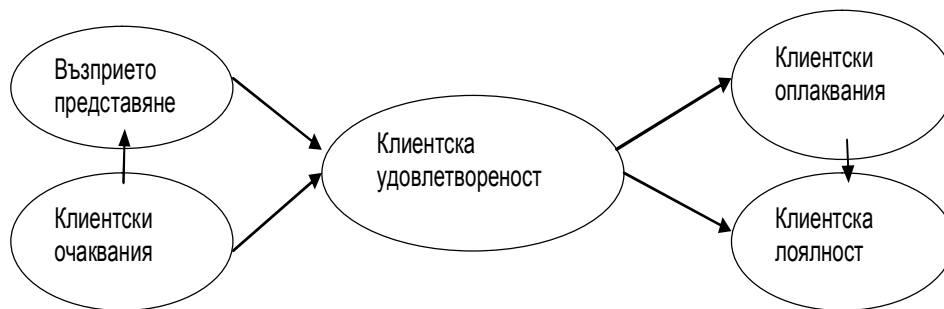 Възприето
представяне
Клиентски
очаквания
Клиентска
удовлетвореност
Клиентски
оплаквания
Клиентска
лоялност